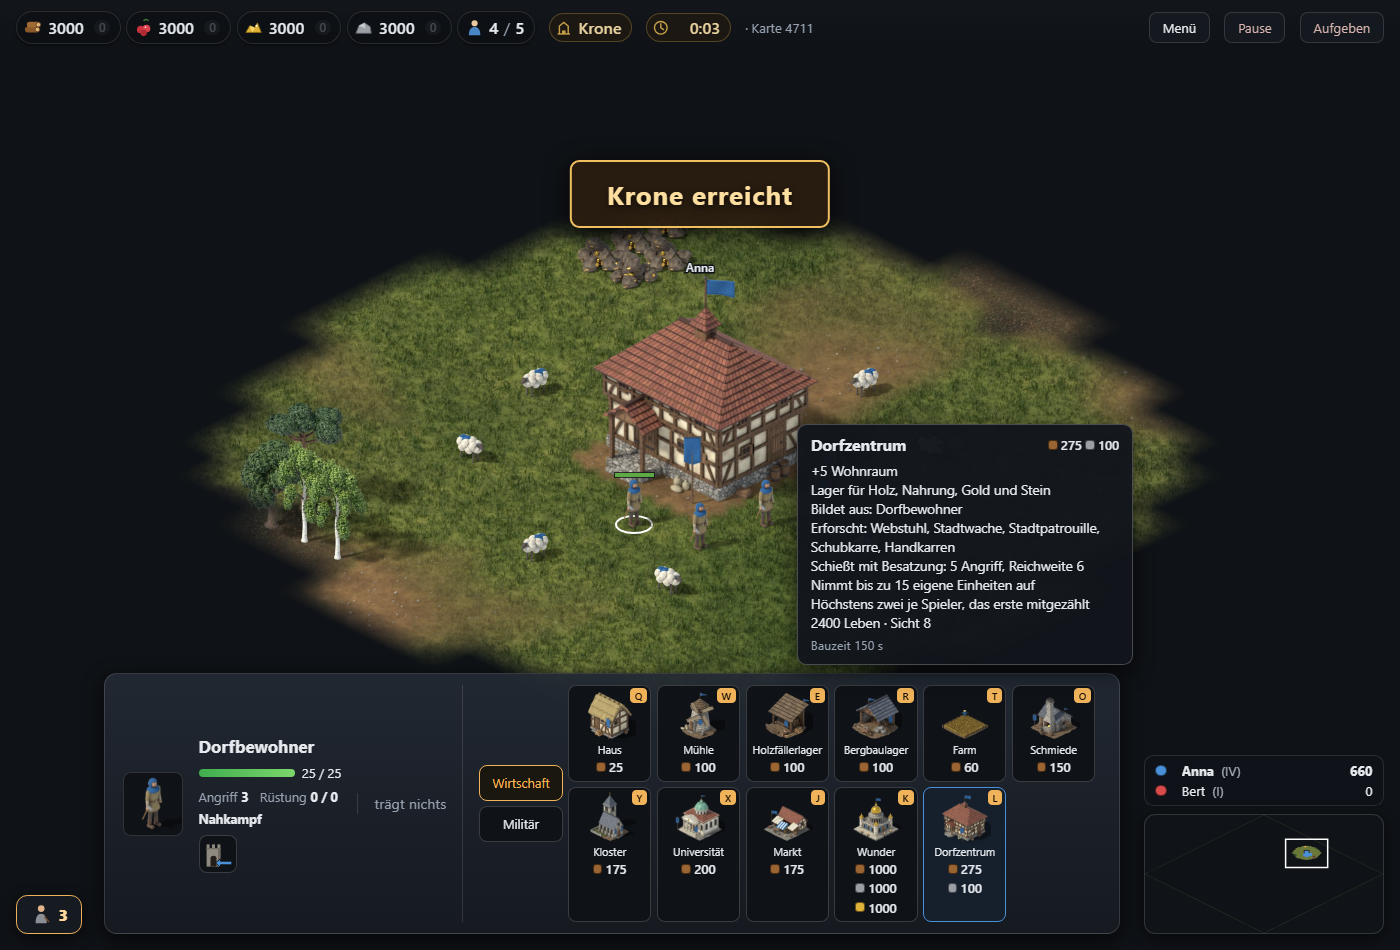 3000 0 3000 0 3000 0 3000 0 4 / 5 Krone 0:03 · Karte 4711 Menü Pause Aufgeben
Krone erreicht
Anna
Dorfzentrum 275 100
+5 Wohnraum
Lager für Holz, Nahrung, Gold und Stein
Bildet aus: Dorfbewohner
Erforscht: Webstuhl, Stadtwache, Stadtpatrouille,
Schubkarre, Handkarren
Schießt mit Besatzung: 5 Angriff, Reichweite 6
Nimmt bis zu 15 eigene Einheiten auf
Höchstens zwei je Spieler, das erste mitgezählt
2400 Leben · Sicht 8
Bauzeit 150 s
Dorfbewohner
25 / 25
Angriff 3 Rüstung 0 / 0
Nahkampf
trägt nichts
Wirtschaft
Militär
Q W E R T O
Haus Mühle Holzfällerlager Bergbaulager Farm Schmiede
25 100 100 100 60 150
Y X J K L
Kloster Universität Markt Wunder Dorfzentrum
175 200 175 1000 275
1000 100
1000
Anna (IV) 660
Bert (I) 0
3